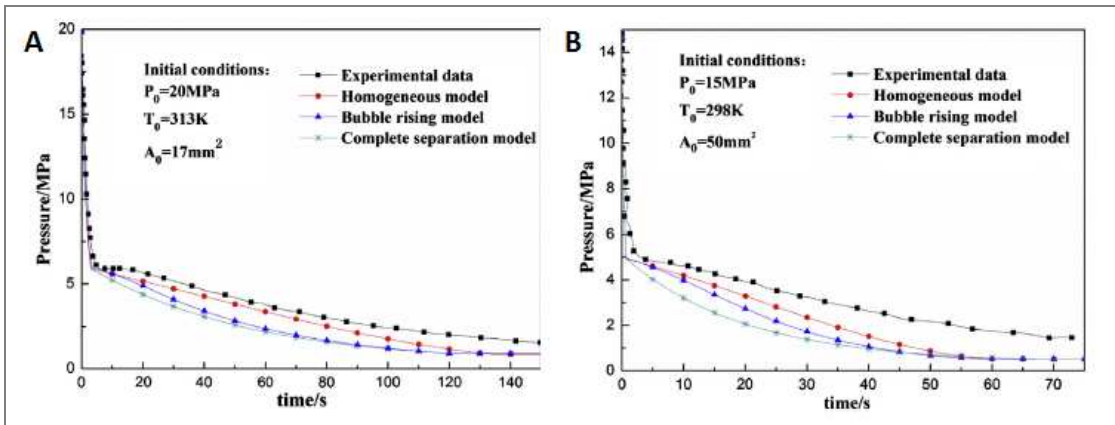 A
Initial conditions:
P₀=20MPa
T₀=313K
A₀=17mm²
Experimental data
Homogeneous model
Bubble rising model
Complete separation model
Pressure/MPa
20
15
10
5
0
0 20 40 60 80 100 120 140
time/s
B
Initial conditions:
P₀=15MPa
T₀=298K
A₀=50mm²
Experimental data
Homogeneous model
Bubble rising model
Complete separation model
Pressure/MPa
14
12
10
8
6
4
2
0
0 10 20 30 40 50 60 70
time/s